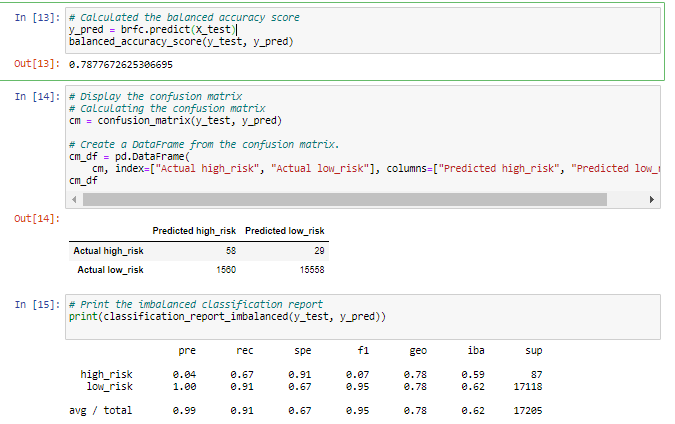 In [13]: # Calculated the balanced accuracy score
y_pred = brfc.predict(X_test)
balanced_accuracy_score(y_test, y_pred)
Out[13]: 0.7877672625306695
In [14]: # Display the confusion matrix
# Calculating the confusion matrix
cm = confusion_matrix(y_test, y_pred)
# Create a DataFrame from the confusion matrix.
cm_df = pd.DataFrame(
cm, index=["Actual high_risk", "Actual low_risk"], columns=["Predicted high_risk", "Predicted low_r
cm_df
Out[14]:
Predicted high_risk Predicted low_risk
Actual high_risk 58 29
Actual low_risk 1560 15558
In [15]: # Print the imbalanced classification report
print(classification_report_imbalanced(y_test, y_pred))
pre rec spe f1 geo iba sup
high_risk 0.04 0.67 0.91 0.07 0.78 0.59 87
low_risk 1.00 0.91 0.67 0.95 0.78 0.62 17118
avg / total 0.99 0.91 0.67 0.95 0.78 0.62 17205